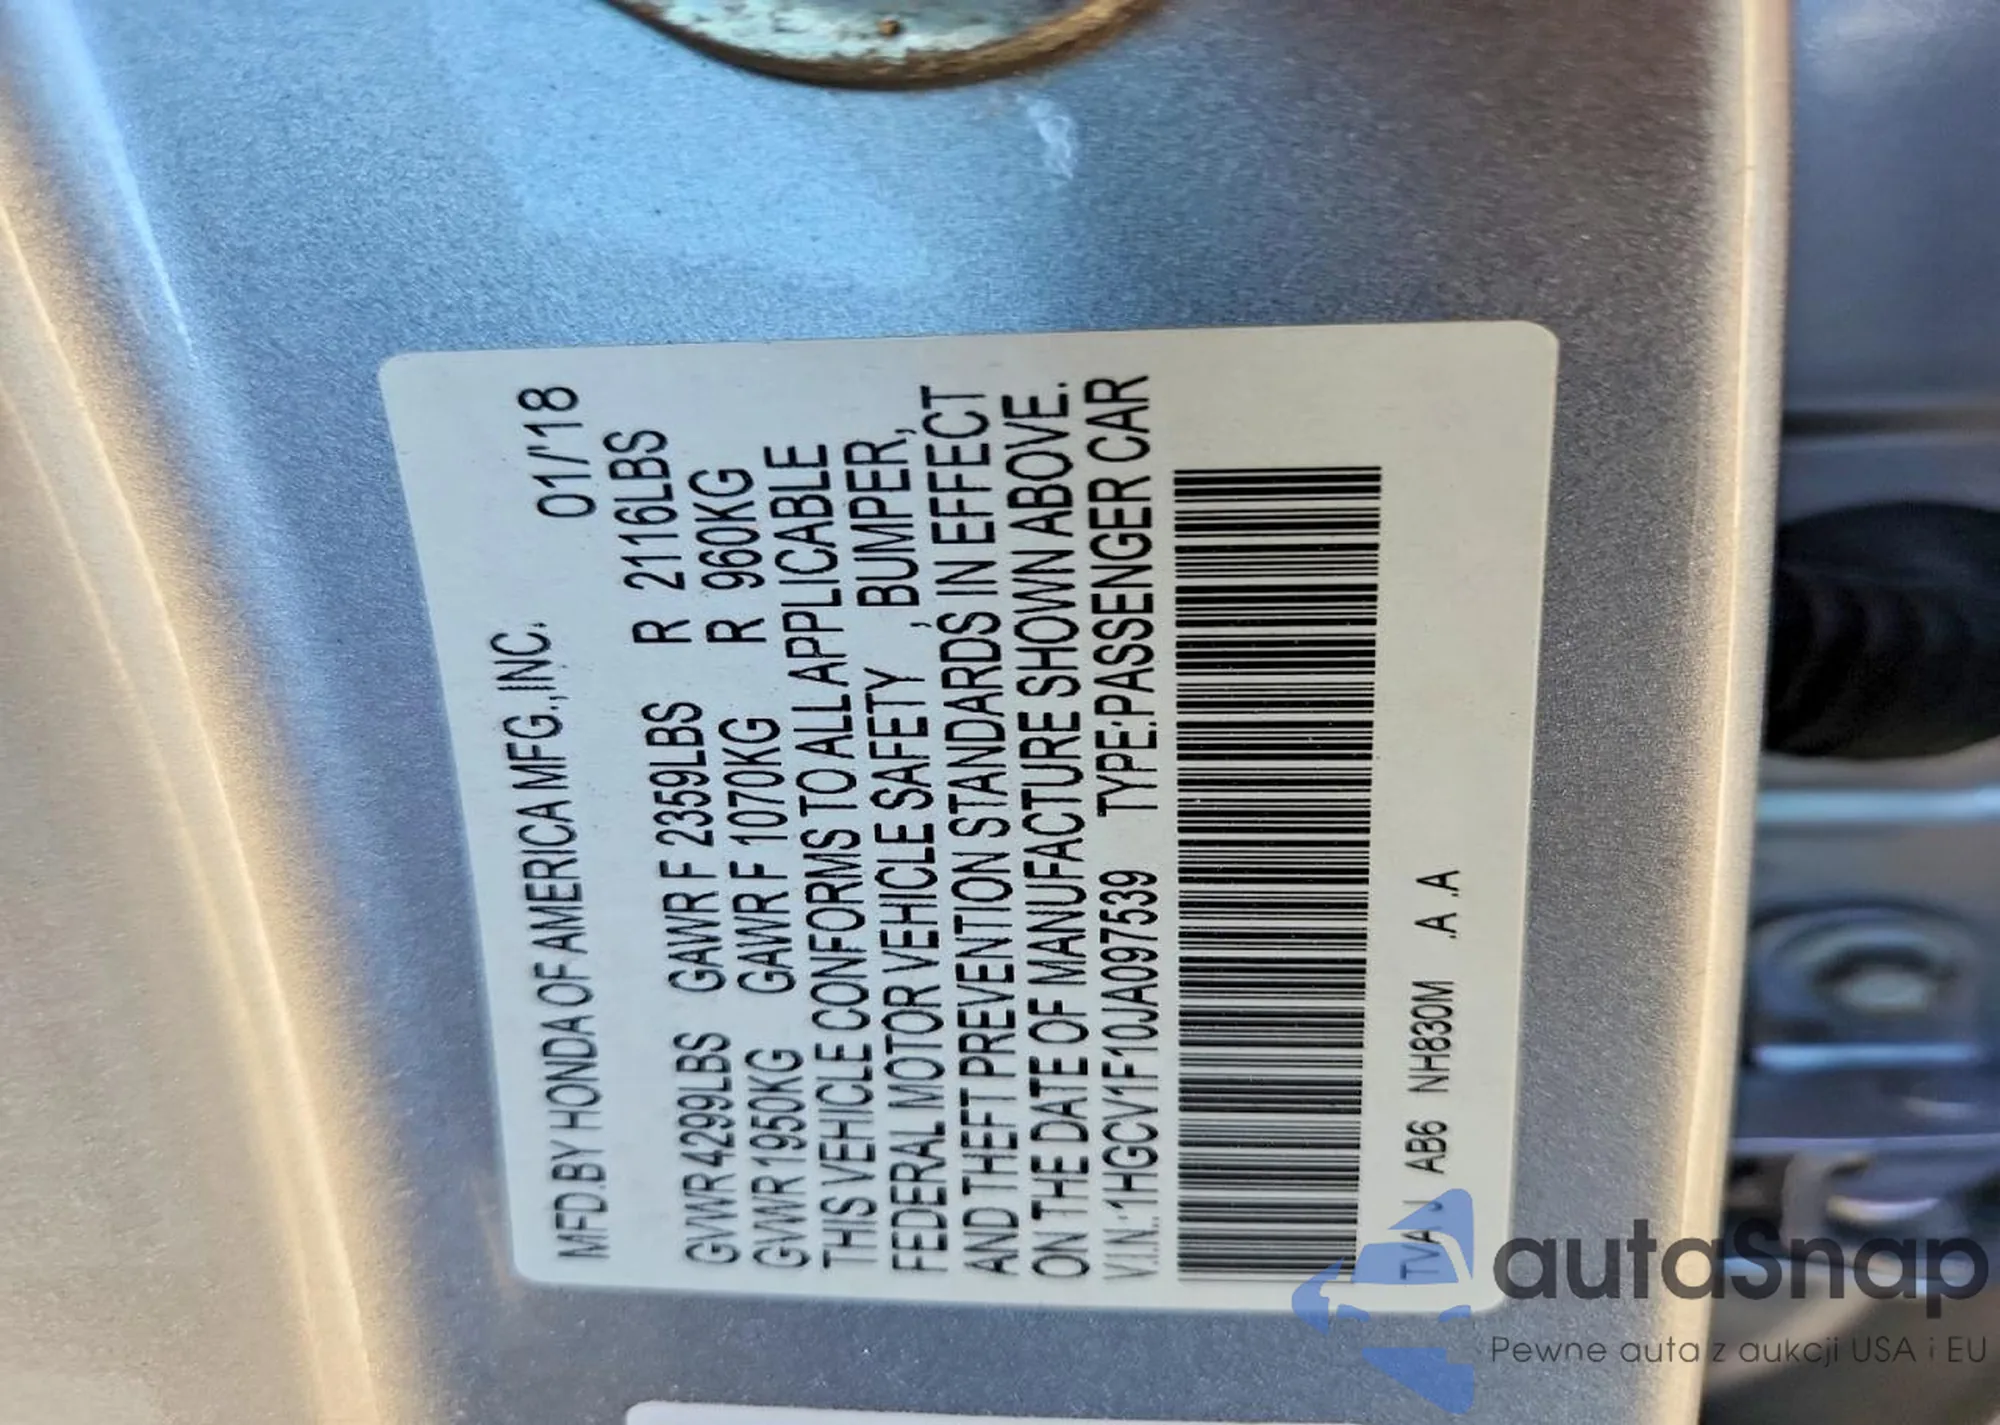 MFD.BY HONDA OF AMERICA MFG.,INC. 01/'18
GVWR 4299LBS GAWR F 2359LBS R 2116LBS
GVWR 1950KG GAWR F 1070KG R 960KG
THIS VEHICLE CONFORMS TO ALL APPLICABLE
FEDERAL MOTOR VEHICLE SAFETY , BUMPER,
AND THEFT PREVENTION STANDARDS IN EFFECT
ON THE DATE OF MANUFACTURE SHOWN ABOVE.
V.I.N.:1HGCV1F10JA097539 TYPE:PASSENGER CAR
AB6 NH830M .A .A
autaSnap
Pewne auta z aukcji USA i EU